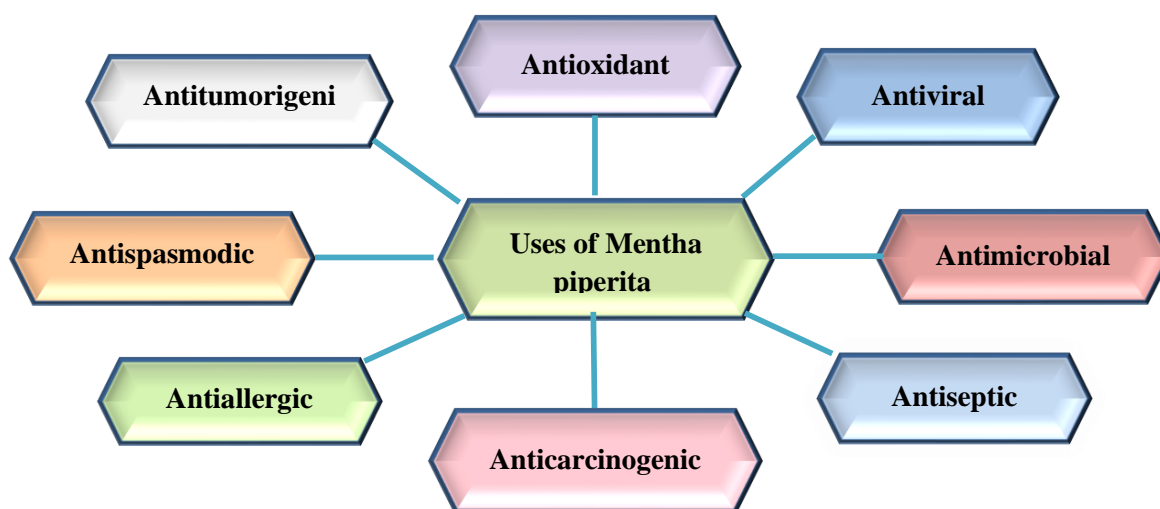 Antioxidant
Antitumorigeni
Antiviral
Antispasmodic
Uses of Mentha
piperita
Antimicrobial
Antiallergic
Antiseptic
Anticarcinogenic